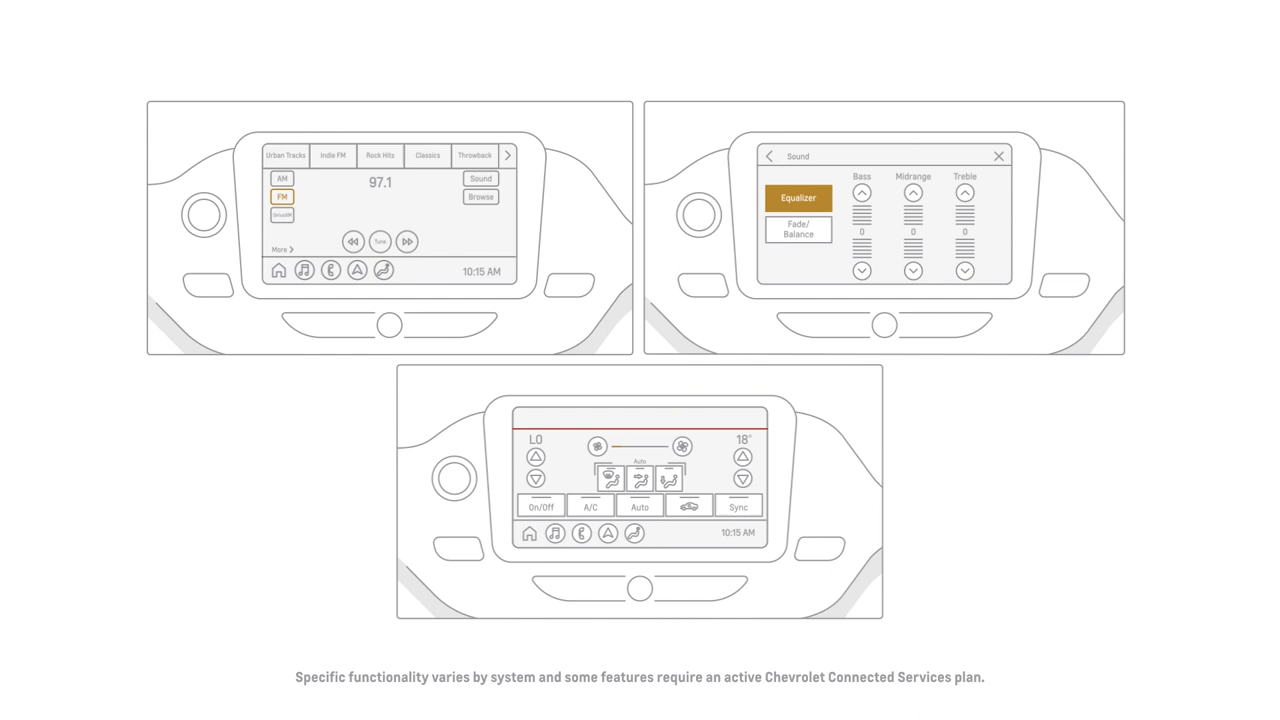 Urban Tracks Indie FM Rock Hits Classics Throwback
AM 97.1 Sound
FM Browse
SiriusXM
Tune
More
10:15 AM
Sound
Bass Midrange Treble
Equalizer
Fade/
Balance
0 0 0
LO 18°
Auto
On/Off A/C Auto Sync
10:15 AM
Specific functionality varies by system and some features require an active Chevrolet Connected Services plan.